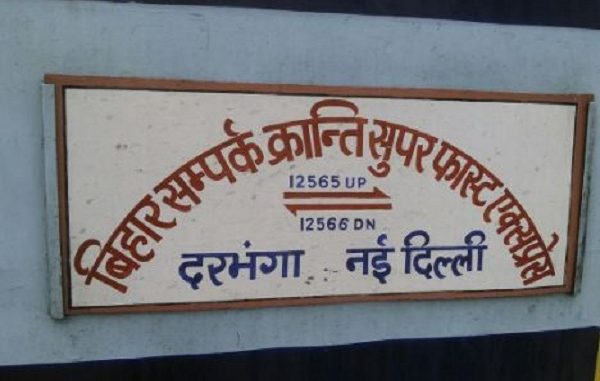 बिहार सम्पर्क क्रान्ति सुपर फास्ट एक्सप्रेस
12565 UP
12566 DN
दरभंगा नई दिल्ली